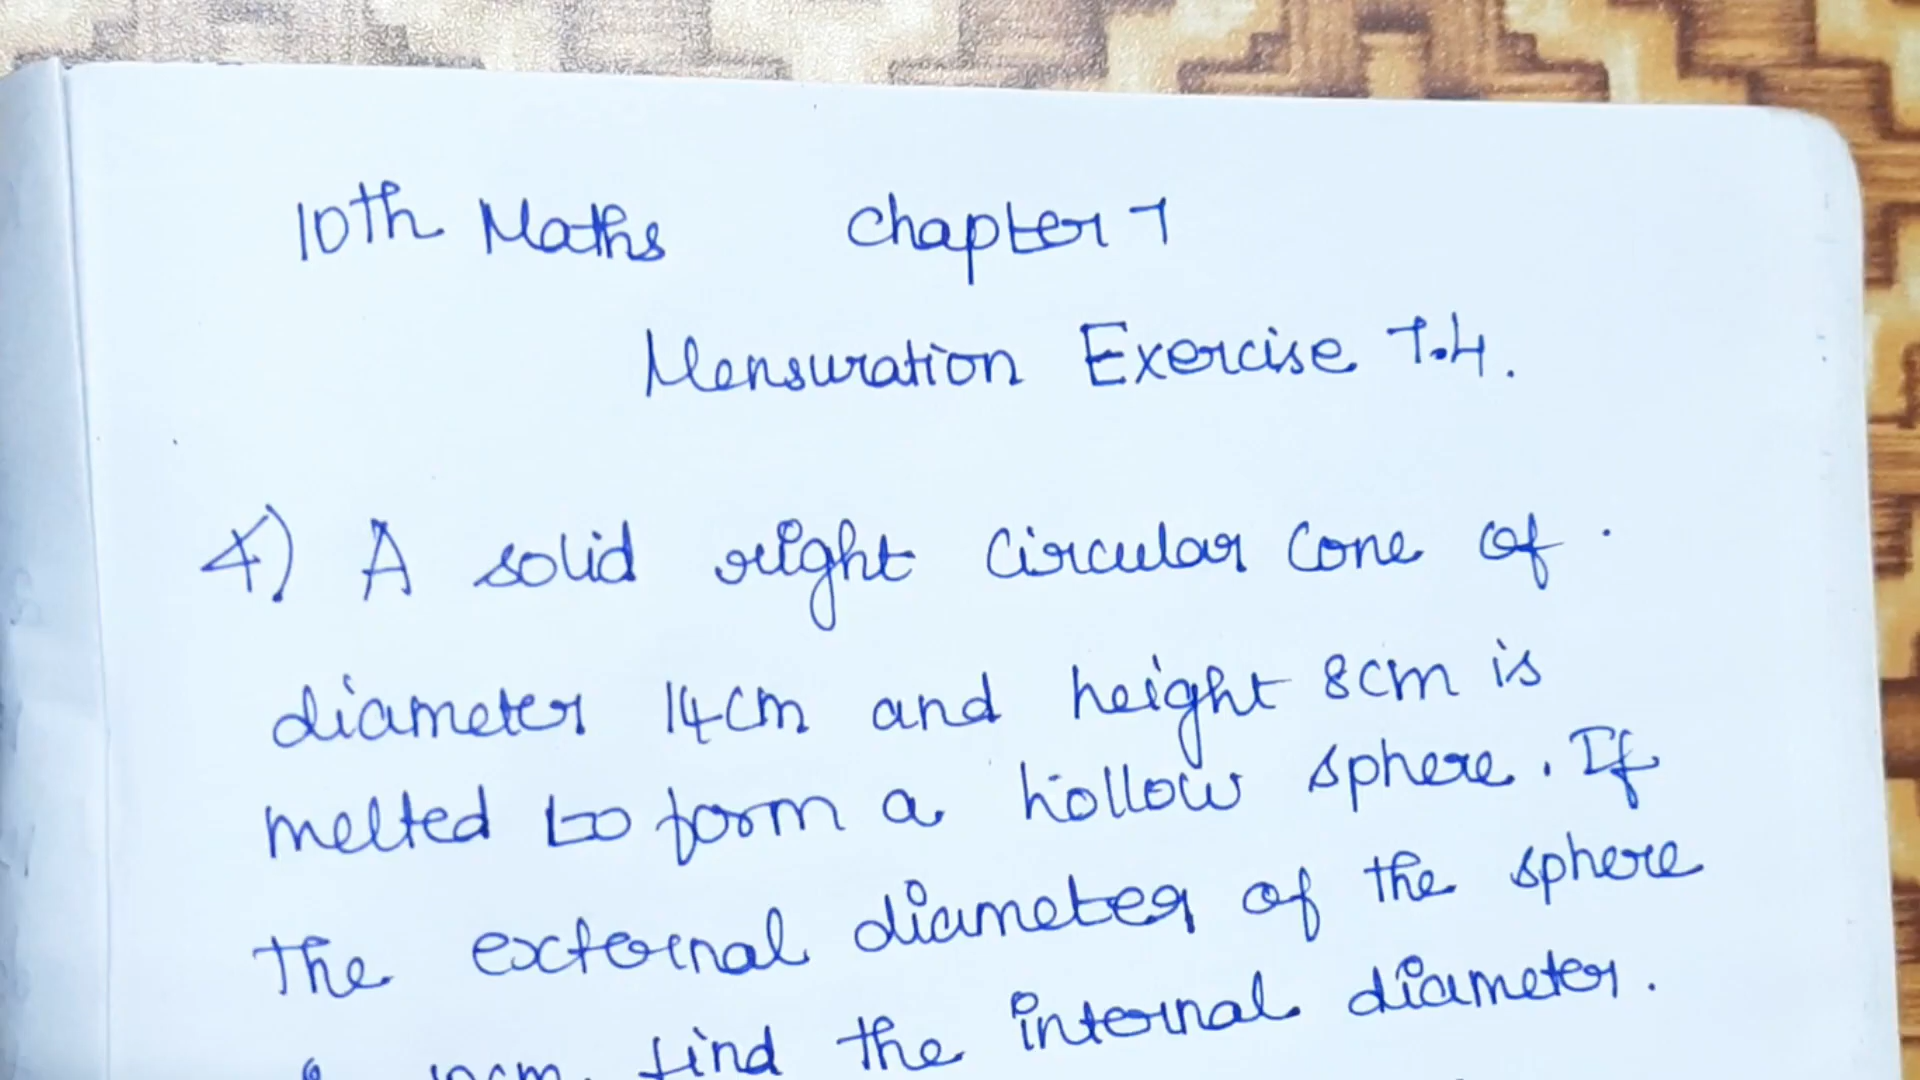 10th Maths Chapter 7
Mensuration Exercise 7.4.
4) A solid right Circular Cone of
diameter 14cm and height 8cm is
melted to form a hollow sphere. If
the external diameter of the sphere
10cm, find the internal diameter.